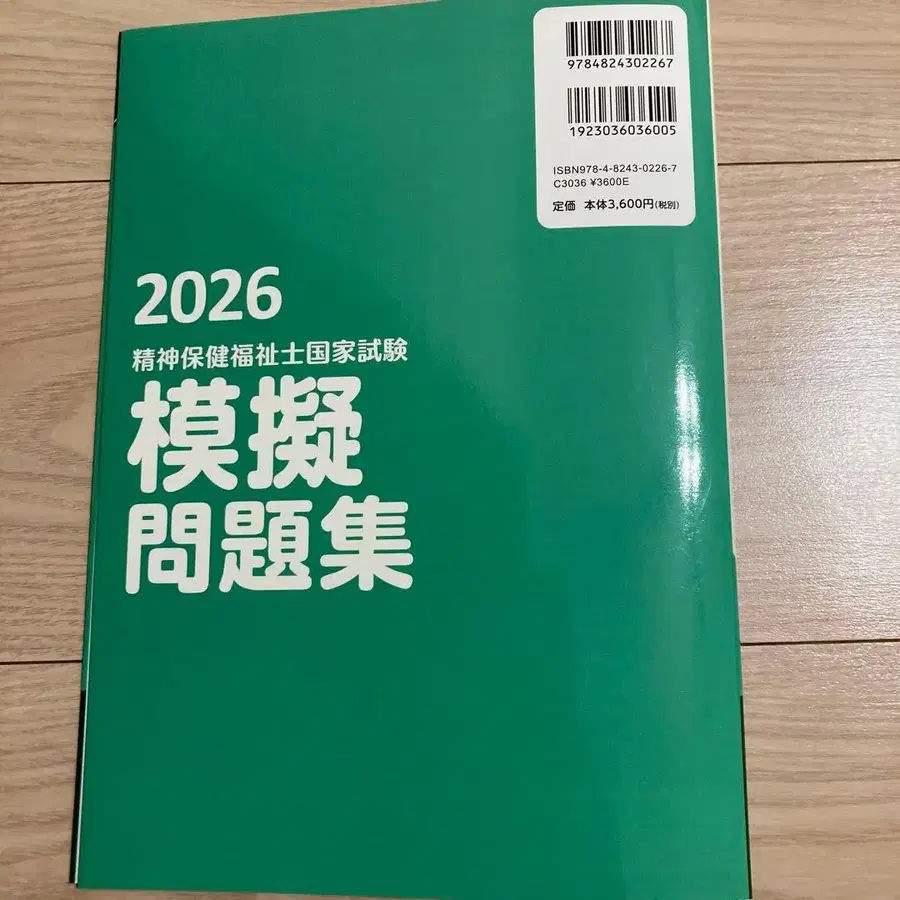 9784824302267
1923036036005
ISBN978-4-8243-0226-7
C3036 ¥3600E
定価 本体3,600円(税別)
2026
精神保健福祉士国家試験
模擬
問題集